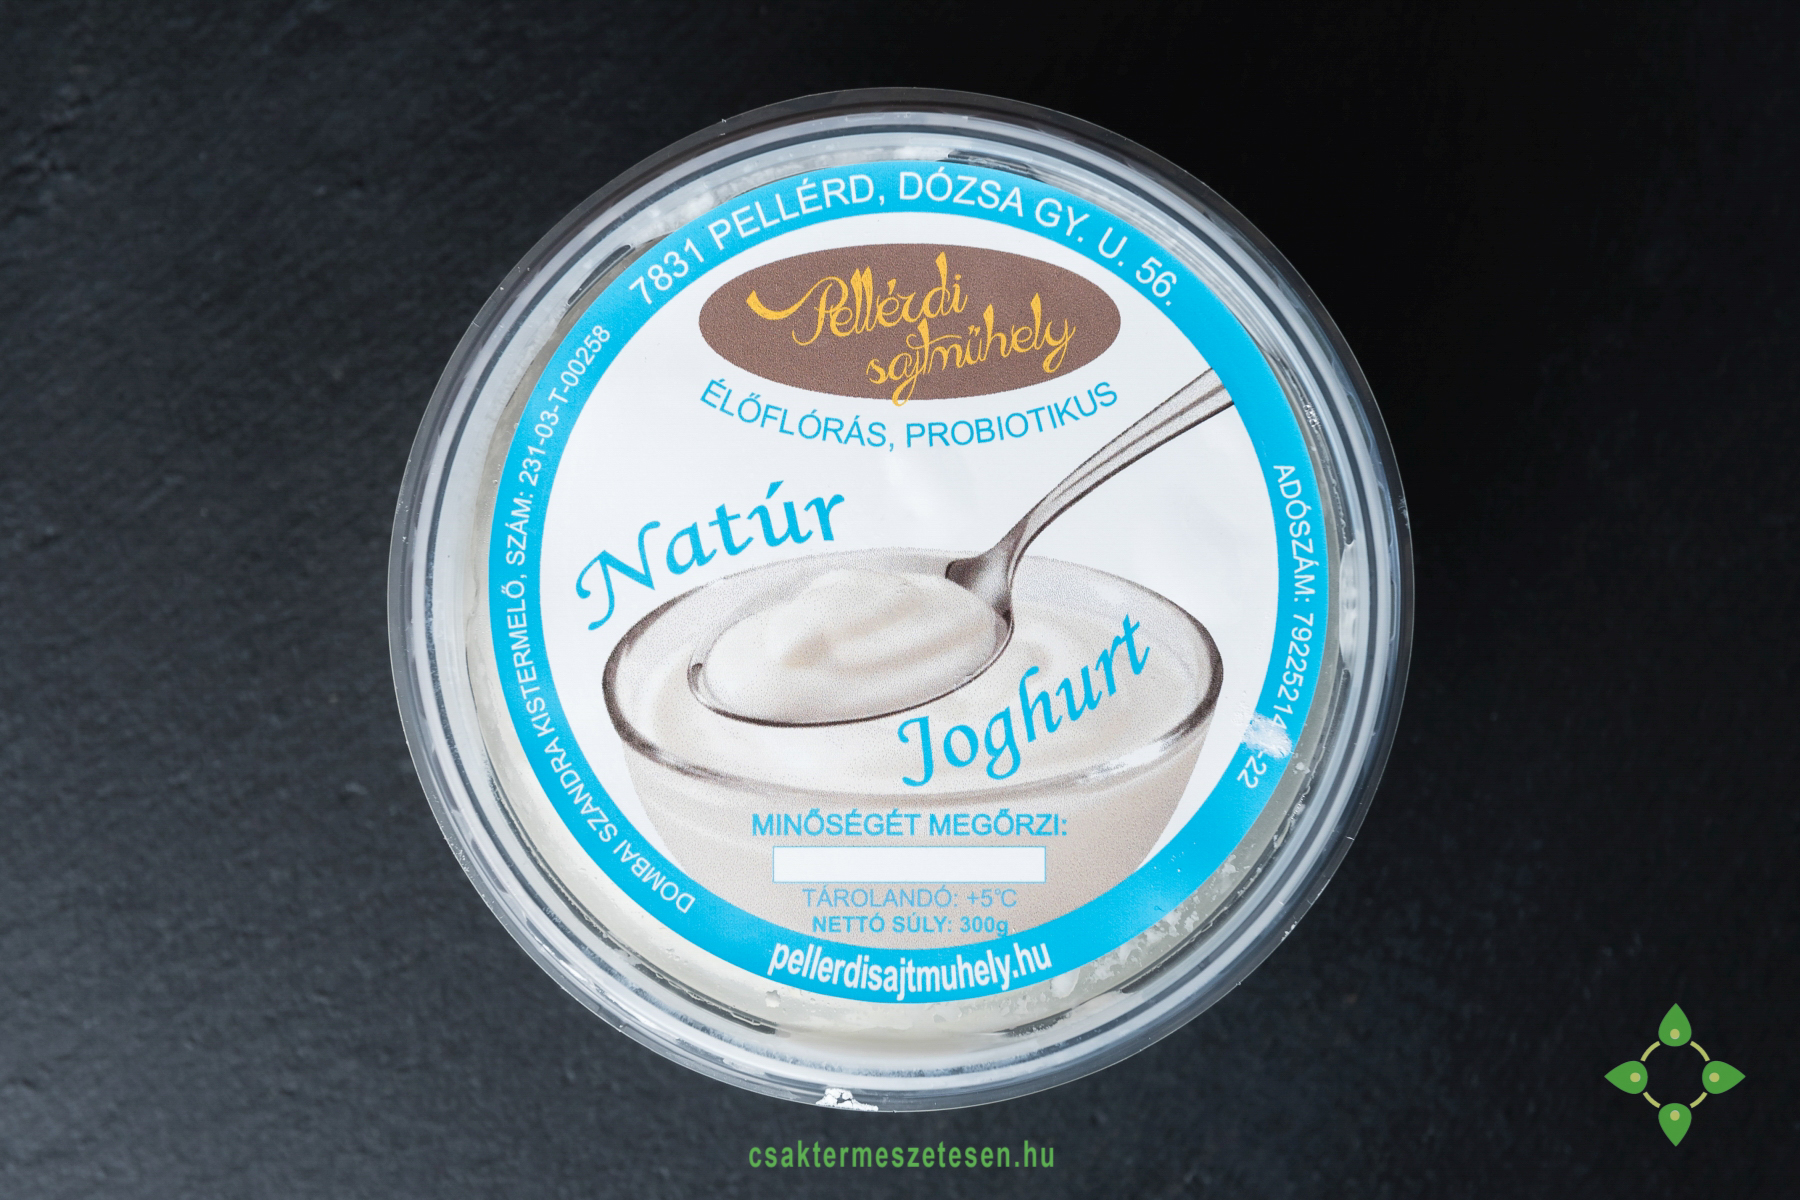 7831 PELLÉRD, DÓZSA GY. U. 56.
Pellérdi
sajtműhely
ÉLŐFLÓRÁS, PROBIOTIKUS
DOMBAI SZANDRA KISTERMELŐ, SZÁM: 231-03-T-00258
ADÓSZÁM: 79225214 -22
Natúr
Joghurt
MINŐSÉGÉT MEGŐRZI:
TÁROLANDÓ: +5°C
NETTÓ SÚLY: 300g
pellerdisajtmuhely.hu
csaktermeszetesen.hu